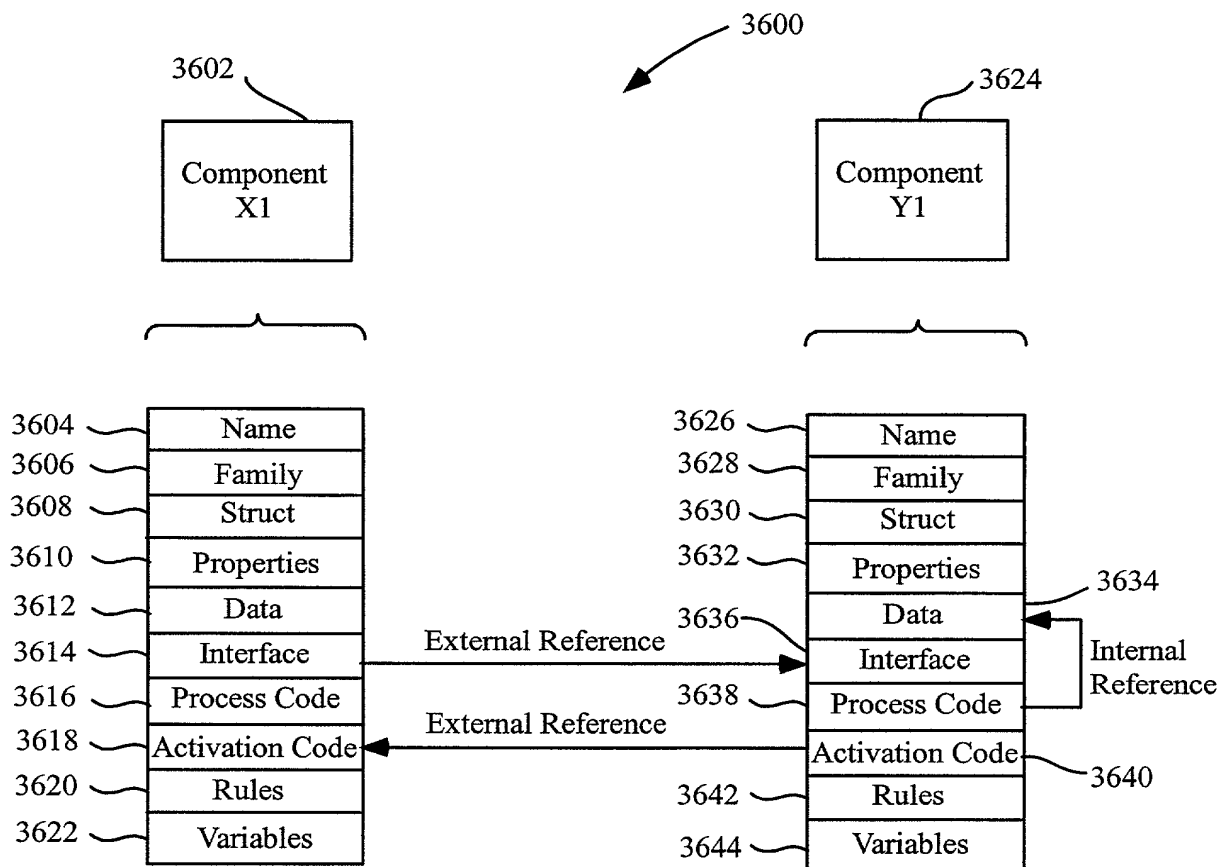 3600
3602
3624
Component
X1
Component
Y1
3604
Name
3606
Family
3608
Struct
3610
Properties
3612
Data
3614
Interface
3616
Process Code
3618
Activation Code
3620
Rules
3622
Variables
External Reference
External Reference
3626
Name
3628
Family
3630
Struct
3632
Properties
3634
Data
3636
Interface
3638
Process Code
Activation Code
3640
3642
Rules
3644
Variables
Internal
Reference